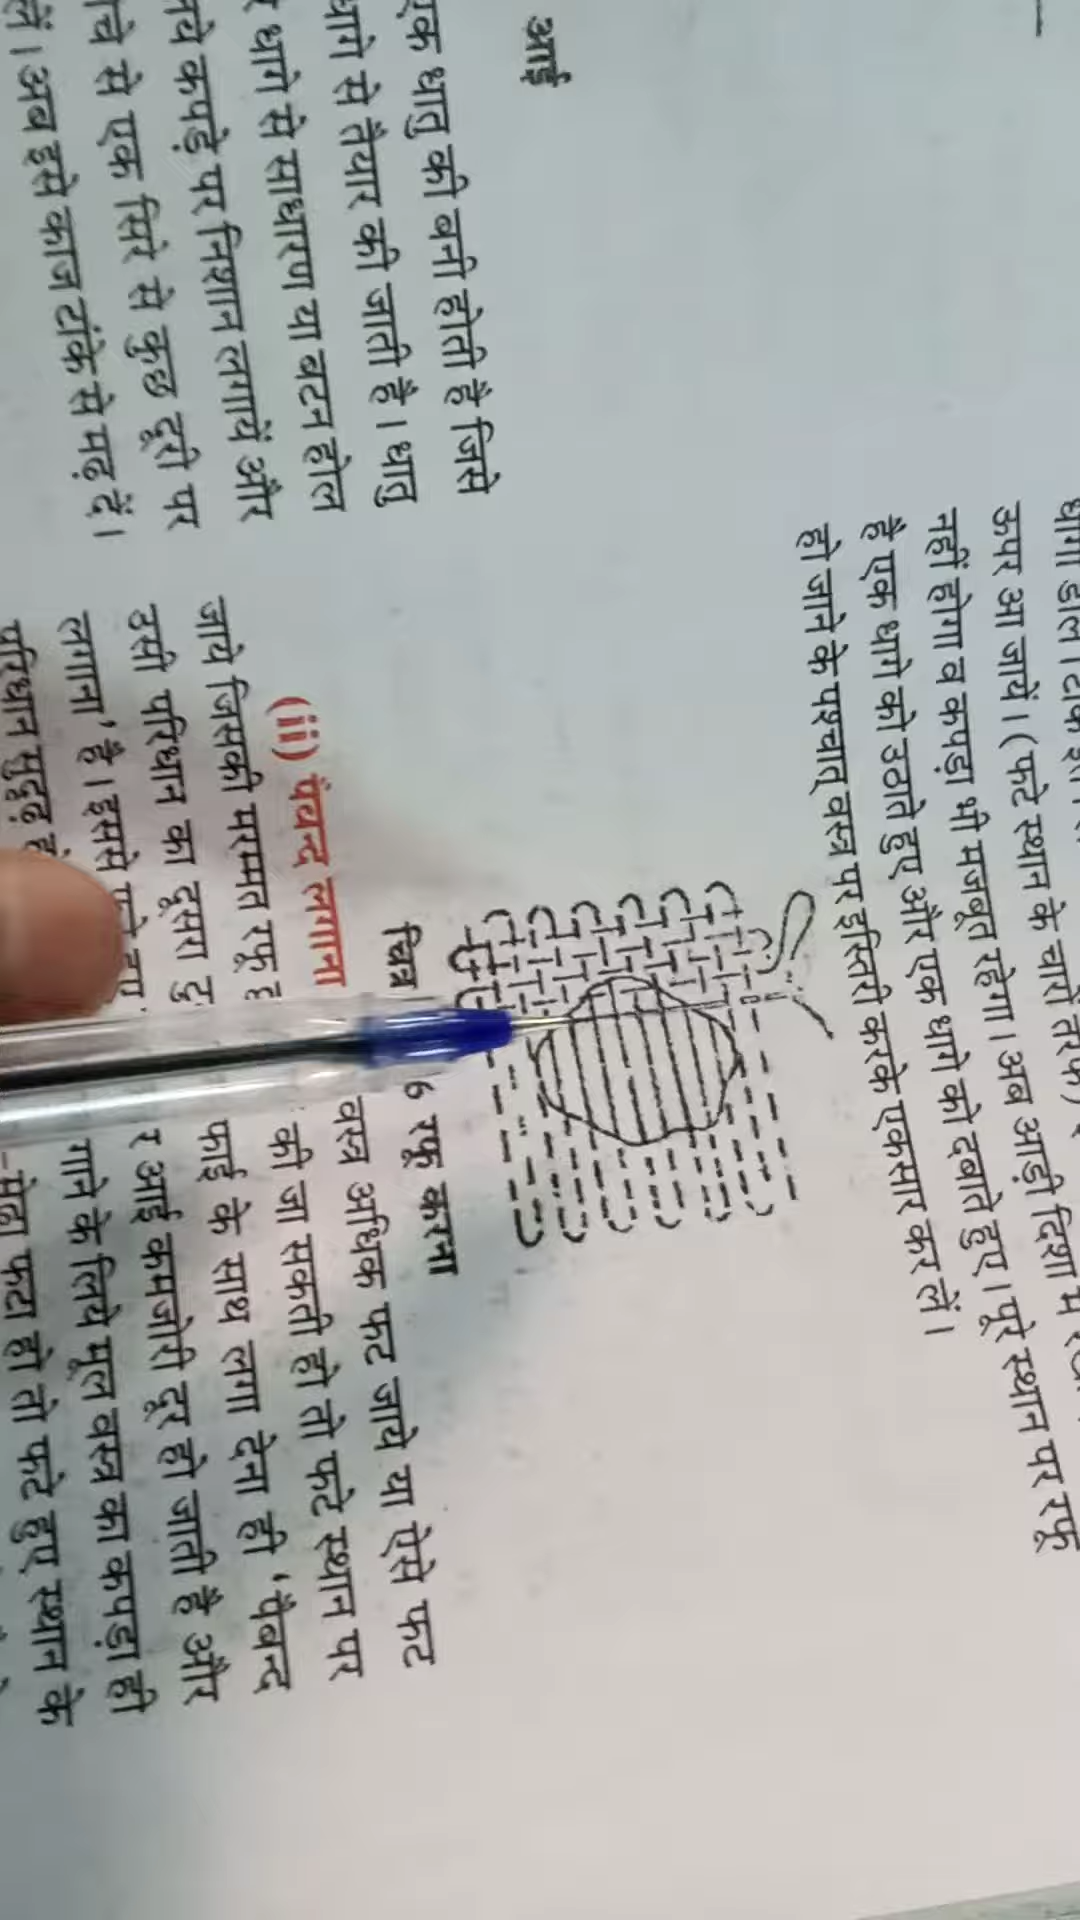 ऊपर आ जायें। (फटे स्थान के चारों तरफ)
नहीं होगा व कपड़ा भी मजबूत रहेगा। अब आड़ी दिशा में
है एक धागे को उठाते हुए और एक धागे को दबाते हुए। पूरे स्थान पर रफू
हो जाने के पश्चात् वस्त्र पर इस्तिरी करके एकसार कर लें।
चित्र 6 रफू करना
(ii) पैबन्द लगाना
वस्त्र अधिक फट जाये या ऐसे फट
जाये जिसकी मरम्मत रफू की जा सकती हो तो फटे स्थान पर
उसी परिधान का दूसरा फाई के साथ लगा देना ही ‘पैबन्द
लगाना’ है। इससे र आई कमजोरी दूर हो जाती है और
परिधान सुदृढ़ गाने के लिये मूल वस्त्र का कपड़ा ही
फटा हो तो फटे हुए स्थान के
आई
एक धातु की बनी होती है जिसे
धागे से तैयार की जाती है। धातु
धागे से साधारण या बटन होल
कपड़े पर निशान लगायें और
से एक सिरे से कुछ दूरी पर
लें। अब इसे काज टांके से मढ़ दें।